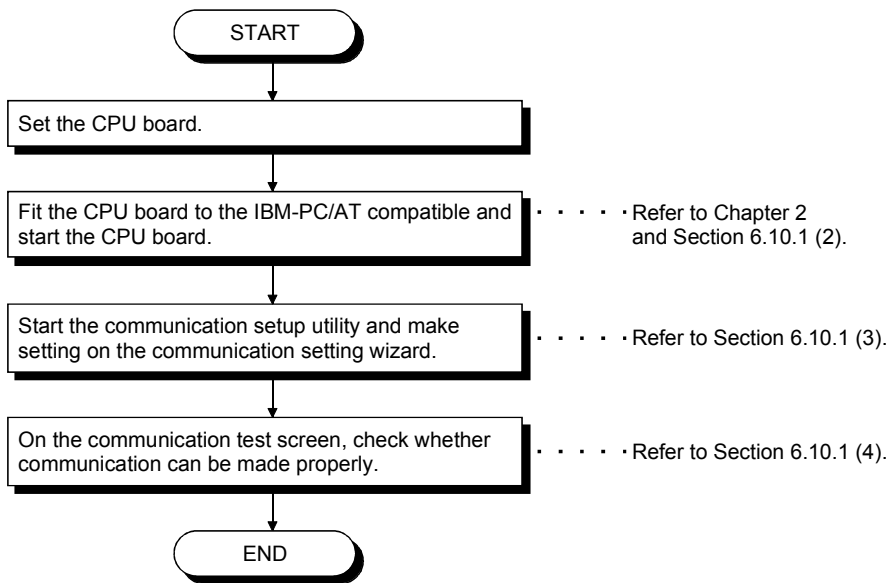 START
Set the CPU board.
Fit the CPU board to the IBM-PC/AT compatible and
start the CPU board.
Refer to Chapter 2
and Section 6.10.1 (2).
Start the communication setup utility and make
setting on the communication setting wizard.
Refer to Section 6.10.1 (3).
On the communication test screen, check whether
communication can be made properly.
Refer to Section 6.10.1 (4).
END